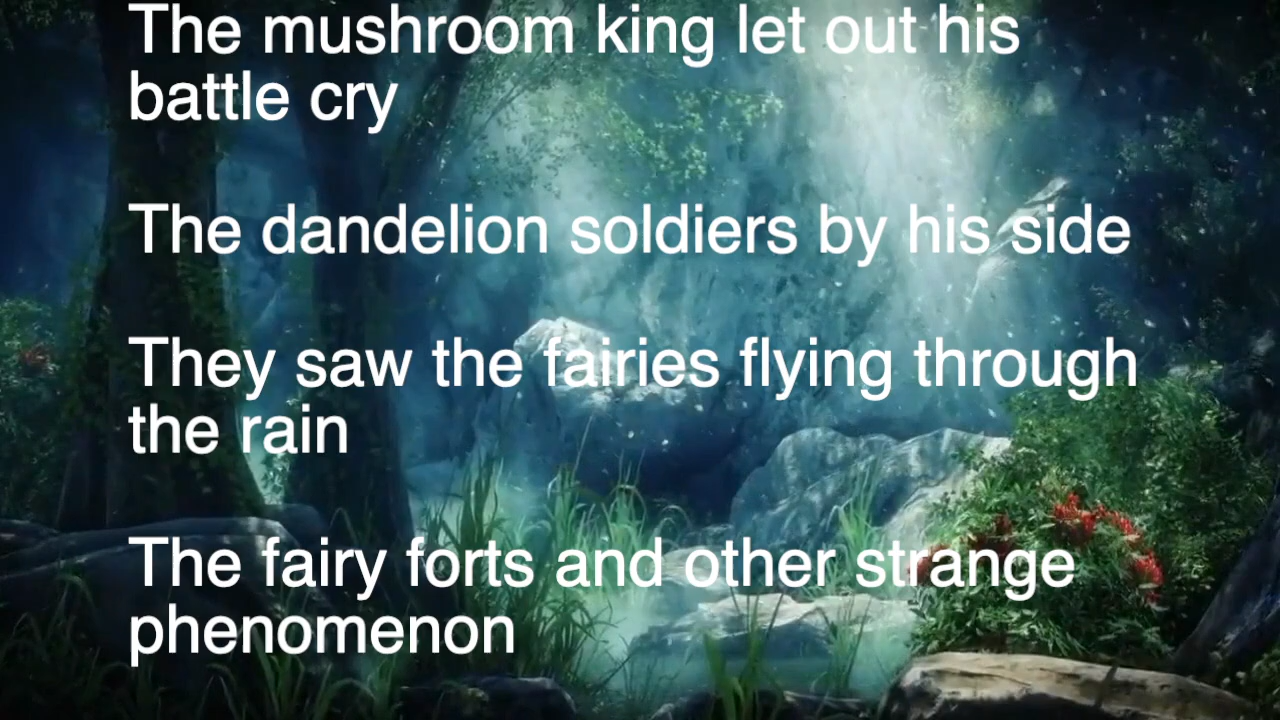 The mushroom king let out his
battle cry
The dandelion soldiers by his side
They saw the fairies flying through
the rain
The fairy forts and other strange
phenomenon